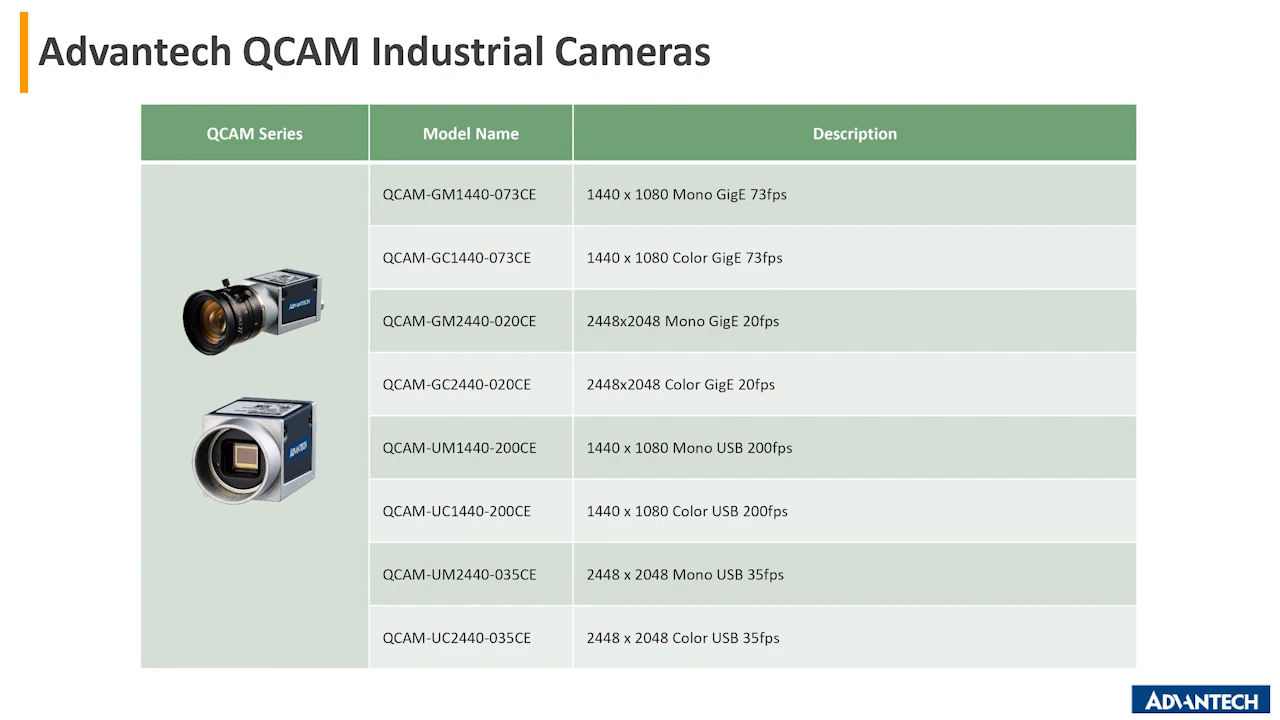 Advantech QCAM Industrial Cameras
QCAM Series Model Name Description
QCAM-GM1440-073CE 1440 x 1080 Mono GigE 73fps
QCAM-GC1440-073CE 1440 x 1080 Color GigE 73fps
QCAM-GM2440-020CE 2448x2048 Mono GigE 20fps
QCAM-GC2440-020CE 2448x2048 Color GigE 20fps
QCAM-UM1440-200CE 1440 x 1080 Mono USB 200fps
QCAM-UC1440-200CE 1440 x 1080 Color USB 200fps
QCAM-UM2440-035CE 2448 x 2048 Mono USB 35fps
QCAM-UC2440-035CE 2448 x 2048 Color USB 35fps
ADVANTECH
ADVANTECH
ADVANTECH